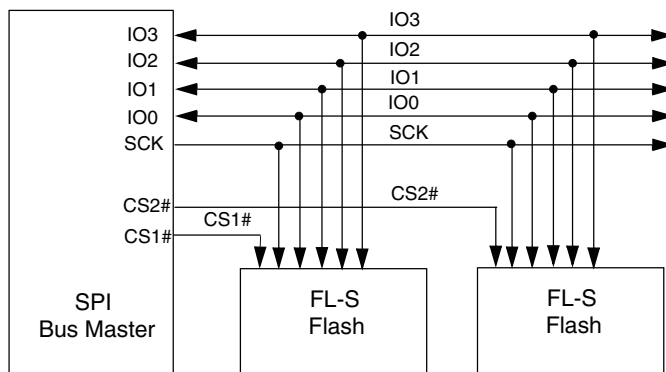 IO3
IO3
IO2
IO2
IO1
IO1
IO0
IO0
SCK
SCK
CS2#
CS2#
CS1#
CS1#
SPI
Bus Master
FL-S
Flash
FL-S
Flash